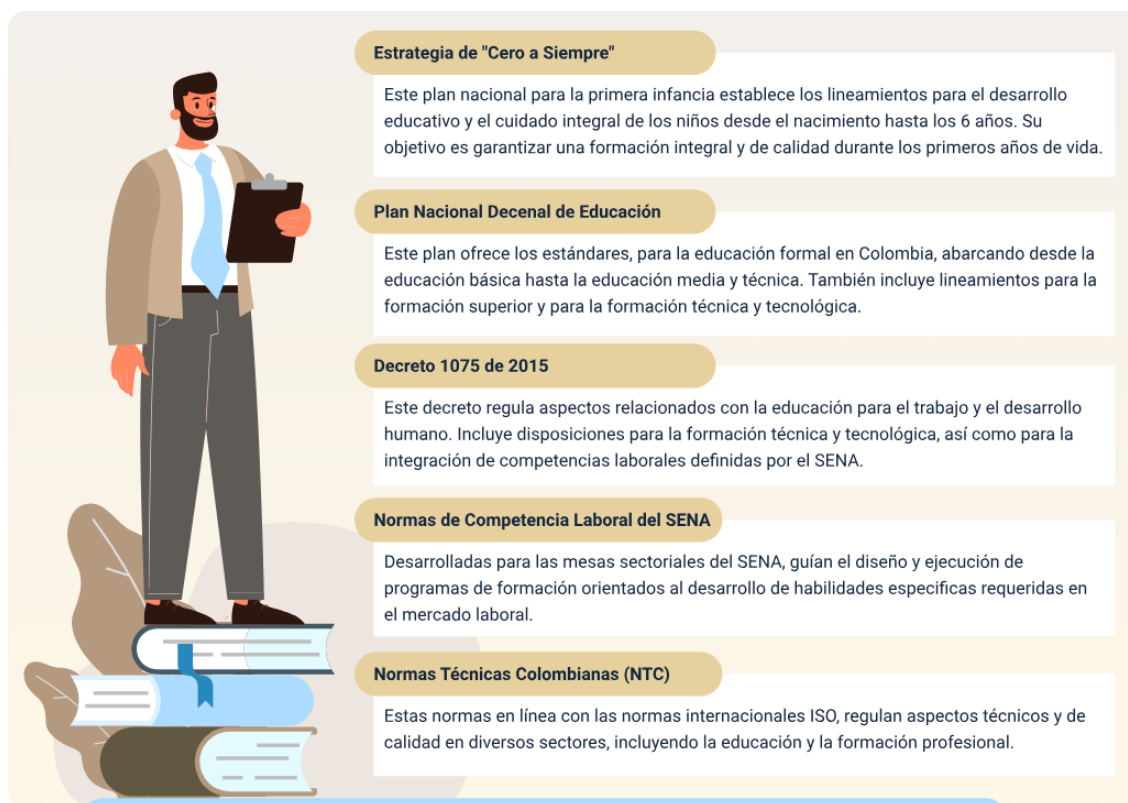 Estrategia de "Cero a Siempre"
Este plan nacional para la primera infancia establece los lineamientos para el desarrollo
educativo y el cuidado integral de los niños desde el nacimiento hasta los 6 años. Su
objetivo es garantizar una formación integral y de calidad durante los primeros años de vida.
Plan Nacional Decenal de Educación
Este plan ofrece los estándares, para la educación formal en Colombia, abarcando desde la
educación básica hasta la educación media y técnica. También incluye lineamientos para la
formación superior y para la formación técnica y tecnológica.
Decreto 1075 de 2015
Este decreto regula aspectos relacionados con la educación para el trabajo y el desarrollo
humano. Incluye disposiciones para la formación técnica y tecnológica, así como para la
integración de competencias laborales definidas por el SENA.
Normas de Competencia Laboral del SENA
Desarrolladas para las mesas sectoriales del SENA, guían el diseño y ejecución de
programas de formación orientados al desarrollo de habilidades especificas requeridas en
el mercado laboral.
Normas Técnicas Colombianas (NTC)
Estas normas en línea con las normas internacionales ISO, regulan aspectos técnicos y de
calidad en diversos sectores, incluyendo la educación y la formación profesional.